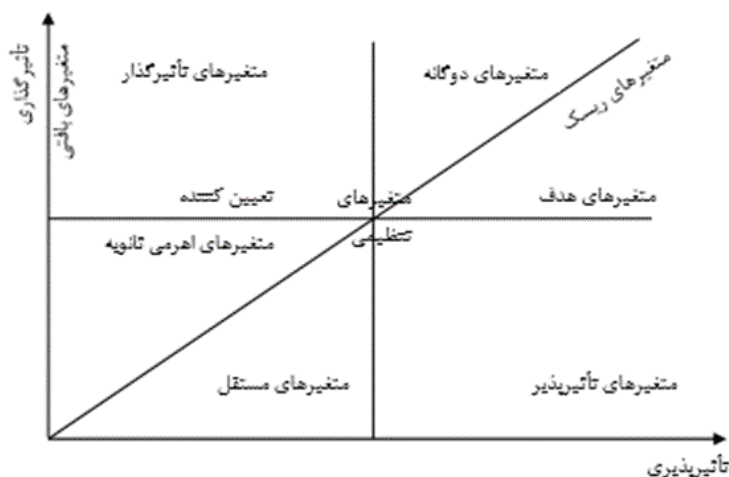 تأثیرگذاری
متغیرهای بافتی
متغیرهای تأثیرگذار
متغیرهای دوگانه
متغیرهای ریسک
تعیین کننده
متغیرهای
متغیرهای هدف
متغیرهای اهرمی ثانویه
تنظیمی
متغیرهای مستقل
متغیرهای تأثیرپذیر
تأثیرپذیری